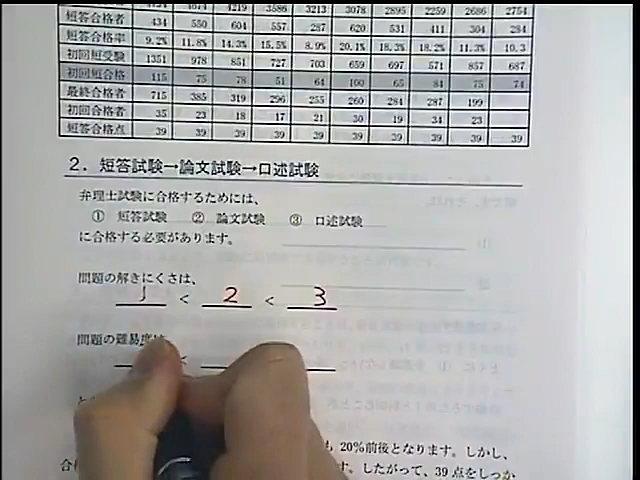 4219 3586 3213 3078 2895 2259 2686 2754
短答合格者 434 550 604 557 287 620 531 411 304 284
短答合格率 9.2% 11.8% 14.3% 15.5% 8.9% 20.1% 18.3% 18.2% 11.3% 10.3
初回短受験 1351 978 851 727 703 659 697 571 857 687
初回短合格 115 75 78 51 64 100 65 84 75 74
最終合格者 715 385 319 296 255 260 284 287 199
初回合格者 35 23 18 17 21 30 19 34 23
短答合格点 39 39 39 39 39 39 39 39 39 39
2．短答試験→論文試験→口述試験
弁理士試験に合格するためには、
① 短答試験 ② 論文試験 ③ 口述試験
に合格する必要があります。
問題の解きにくさは、
1 < 2 < 3
問題の難易度は
<
も 20%前後となります。しかし、
す。したがって、39 点をしっか